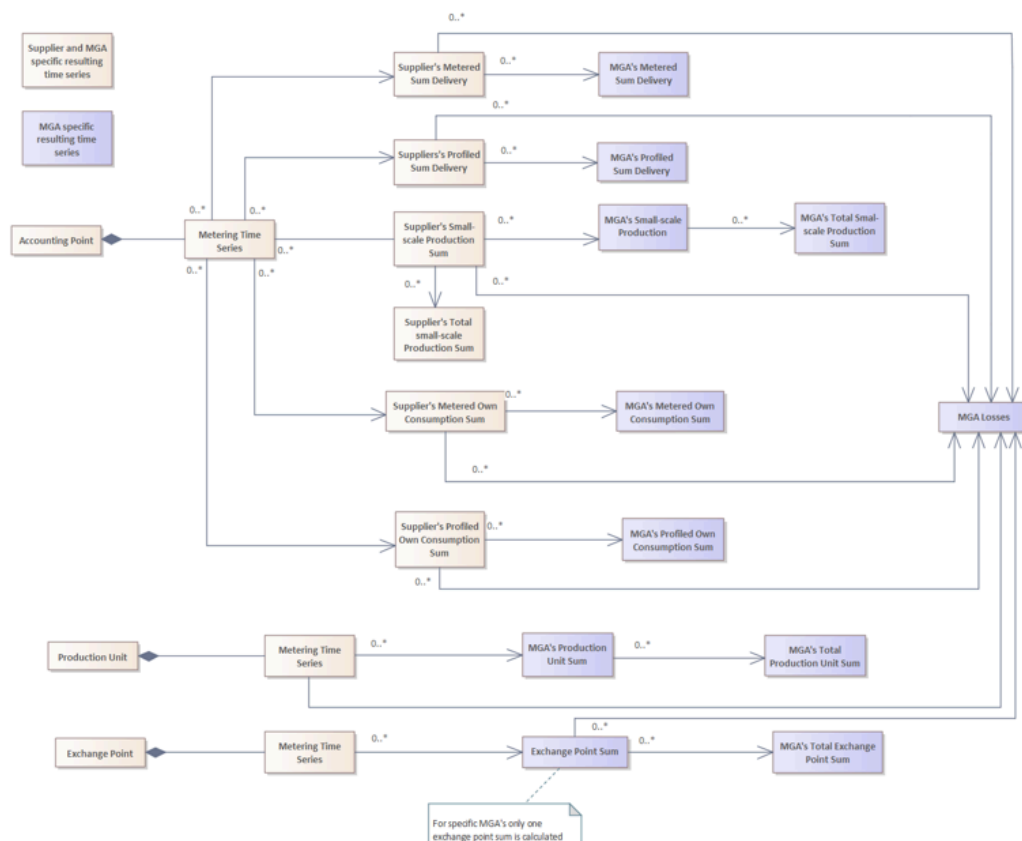 0..*
0..*
Supplier and MGA
specific resulting
time series
Supplier's Metered
Sum Delivery
MGA's Metered
Sum Delivery
0..*
0..*
MGA specific
resulting time
series
Suppliers's Profiled
Sum Delivery
MGA's Profiled
Sum Delivery
0..*
0..*
0..*
0..*
Accounting Point
Metering Time
Series
0..*
Supplier's Small-
scale Production
Sum
MGA's Small-scale
Production
MGA's Total Smal-
scale Production
Sum
0..*
0..*
0..*
0..*
Supplier's Total
small-scale
Production Sum
0..*
Supplier's Metered Own
Consumption Sum
MGA's Metered Own
Consumption Sum
MGA Losses
0..*
Supplier's Profiled
Own Consumption
Sum
0..*
MGA's Profiled Own
Consumption Sum
0..*
Production Unit
Metering Time
Series
0..*
MGA's Production
Unit Sum
0..*
MGA's Total
Production Unit Sum
0..*
Exchange Point
Metering Time
Series
0..*
Exchange Point Sum
0..*
MGA's Total Exchange
Point Sum
For specific MGA's only one
exchange point sum is calculated